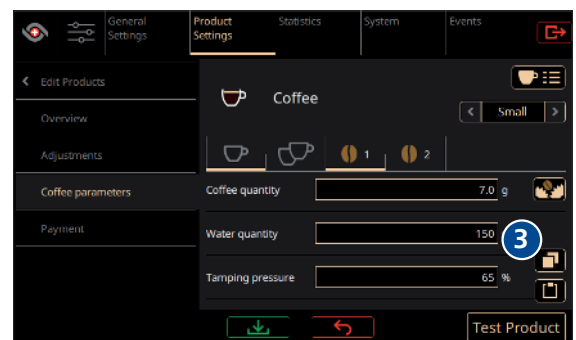 General Settings
Product Settings
Statistics
System
Events
Edit Products
Overview
Adjustments
Coffee parameters
Payment
Coffee
Small
1
2
Coffee quantity 7.0 g
Water quantity 150
3
Tamping pressure 65 %
Test Product